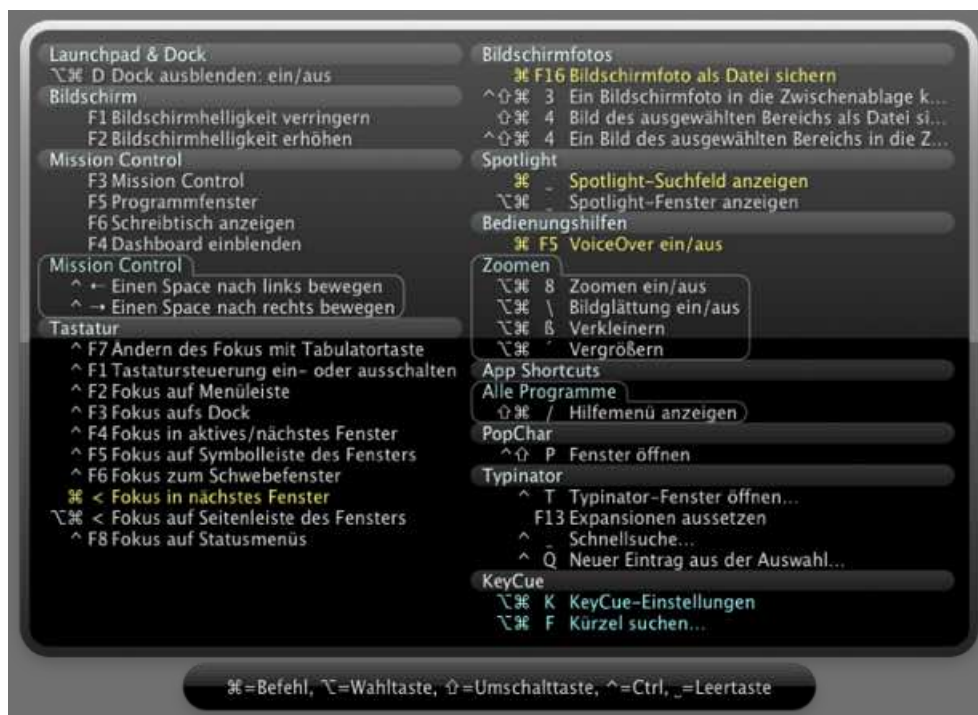 Launchpad & Dock
⌥⌘ D Dock ausblenden: ein/aus
Bildschirm
F1 Bildschirmhelligkeit verringern
F2 Bildschirmhelligkeit erhöhen
Mission Control
F3 Mission Control
F5 Programmfenster
F6 Schreibtisch anzeigen
F4 Dashboard einblenden
Mission Control
^ ← Einen Space nach links bewegen
^ → Einen Space nach rechts bewegen
Tastatur
^ F7 Ändern des Fokus mit Tabulatortaste
^ F1 Tastatursteuerung ein- oder ausschalten
^ F2 Fokus auf Menüleiste
^ F3 Fokus aufs Dock
^ F4 Fokus in aktives/nächstes Fenster
^ F5 Fokus auf Symbolleiste des Fensters
^ F6 Fokus zum Schwebefenster
⌘ < Fokus in nächstes Fenster
⌥⌘ < Fokus auf Seitenleiste des Fensters
^ F8 Fokus auf Statusmenüs
Bildschirmfotos
⌘ F16 Bildschirmfoto als Datei sichern
^⇧⌘ 3 Ein Bildschirmfoto in die Zwischenablage k...
⇧⌘ 4 Bild des ausgewählten Bereichs als Datei si...
^⇧⌘ 4 Ein Bild des ausgewählten Bereichs in die Z...
Spotlight
⌘ _ Spotlight-Suchfeld anzeigen
⌥⌘ _ Spotlight-Fenster anzeigen
Bedienungshilfen
⌘ F5 VoiceOver ein/aus
Zoomen
⌥⌘ 8 Zoomen ein/aus
⌥⌘ \ Bildglättung ein/aus
⌥⌘ ß Verkleinern
⌥⌘ ´ Vergrößern
App Shortcuts
Alle Programme
⇧⌘ / Hilfemenü anzeigen
PopChar
^⇧ P Fenster öffnen
Typinator
^ T Typinator-Fenster öffnen...
F13 Expansionen aussetzen
^ _ Schnellsuche...
^ Q Neuer Eintrag aus der Auswahl...
KeyCue
⌥⌘ K KeyCue-Einstellungen
⌥⌘ F Kürzel suchen...
⌘=Befehl, ⌥=Wahltaste, ⇧=Umschalttaste, ^=Ctrl, _=Leertaste